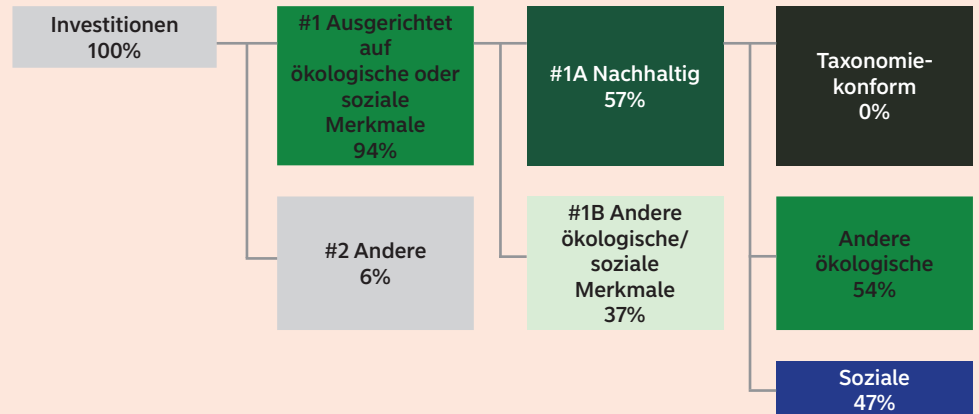 Investitionen
100%
#1 Ausgerichtet
auf
ökologische oder
soziale
Merkmale
94%
#1A Nachhaltig
57%
Taxonomie-
konform
0%
#2 Andere
6%
#1B Andere
ökologische/
soziale
Merkmale
37%
Andere
ökologische
54%
Soziale
47%